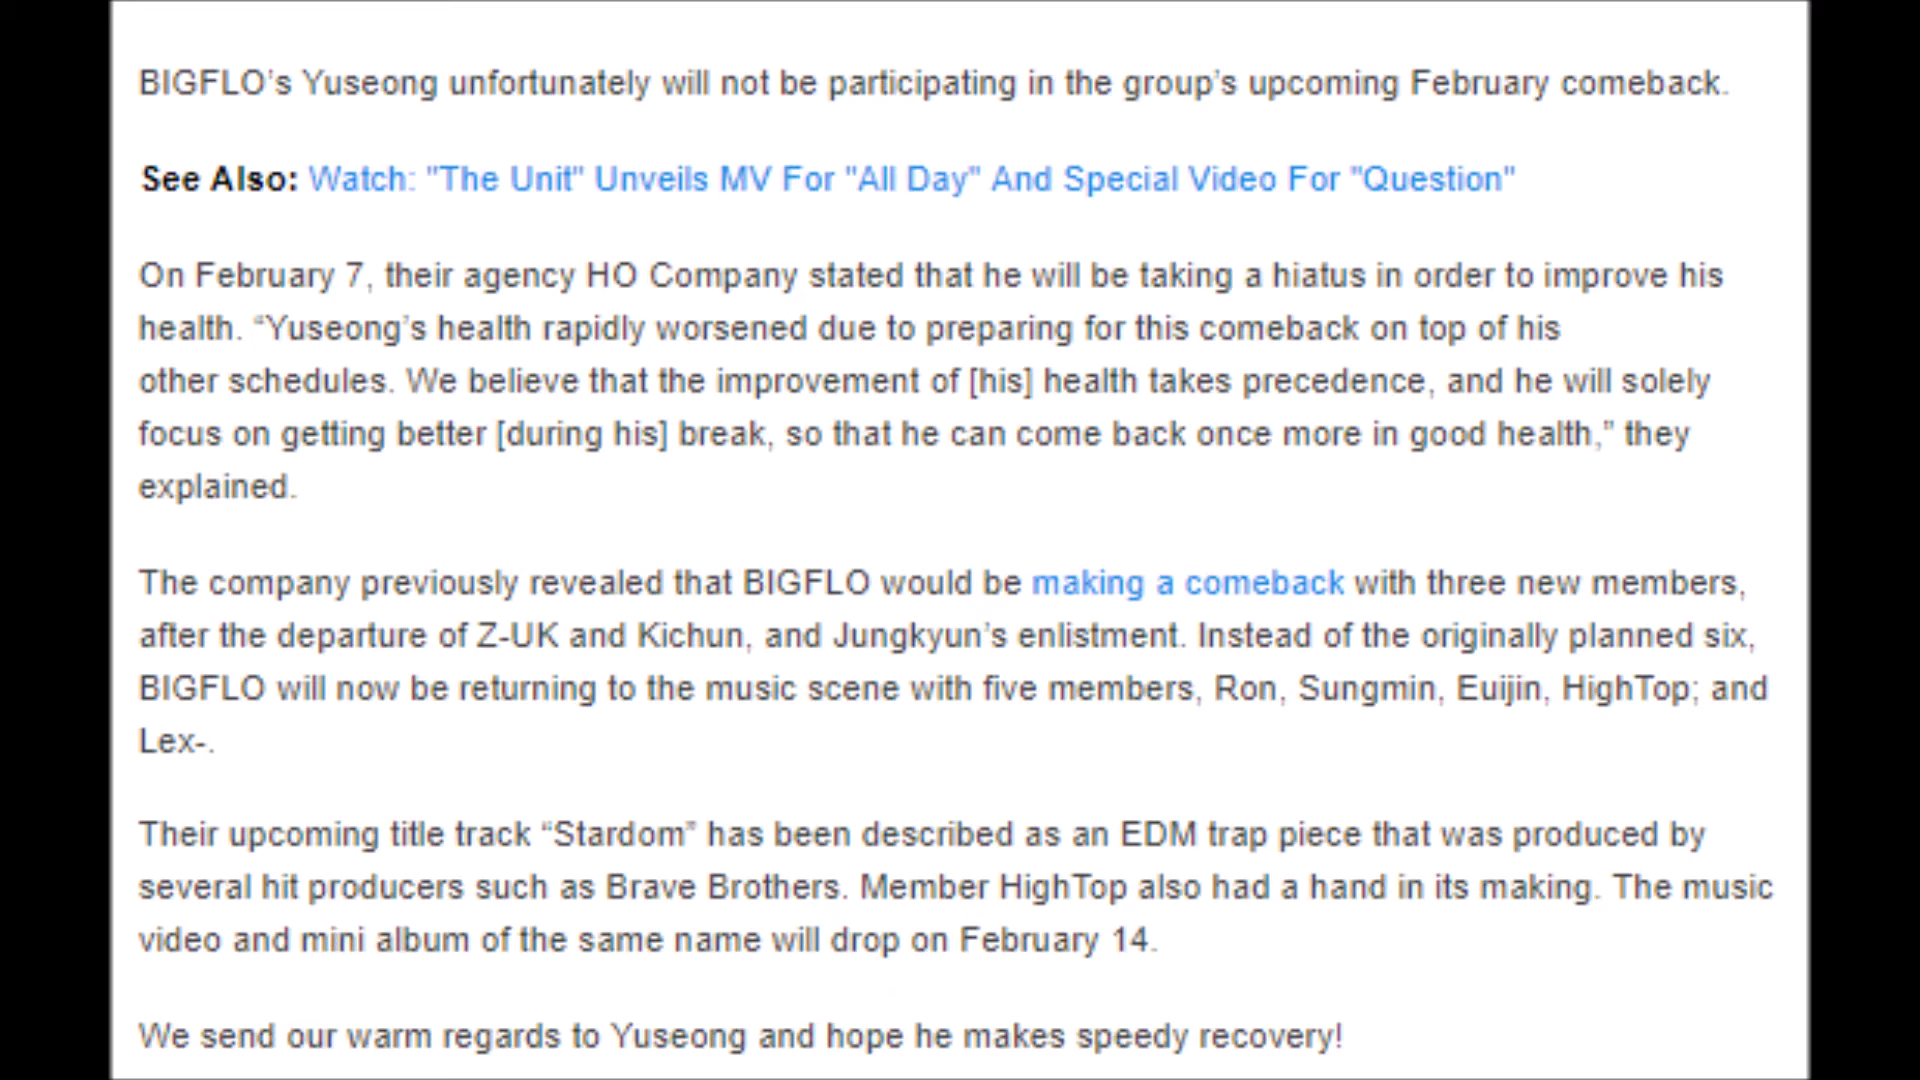 BIGFLO’s Yuseong unfortunately will not be participating in the group’s upcoming February comeback.
See Also: Watch: "The Unit" Unveils MV For "All Day" And Special Video For "Question"
On February 7, their agency HO Company stated that he will be taking a hiatus in order to improve his
health. “Yuseong’s health rapidly worsened due to preparing for this comeback on top of his
other schedules. We believe that the improvement of [his] health takes precedence, and he will solely
focus on getting better [during his] break, so that he can come back once more in good health,” they
explained.
The company previously revealed that BIGFLO would be making a comeback with three new members,
after the departure of Z-UK and Kichun, and Jungkyun’s enlistment. Instead of the originally planned six,
BIGFLO will now be returning to the music scene with five members, Ron, Sungmin, Euijin, HighTop; and
Lex-.
Their upcoming title track “Stardom” has been described as an EDM trap piece that was produced by
several hit producers such as Brave Brothers. Member HighTop also had a hand in its making. The music
video and mini album of the same name will drop on February 14.
We send our warm regards to Yuseong and hope he makes speedy recovery!